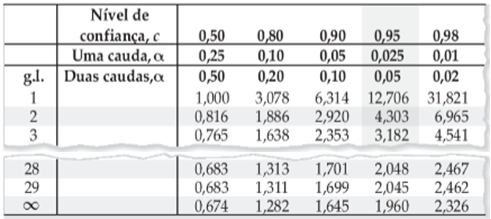 Nível de
confiança, c 0,50 0,80 0,90 0,95 0,98
Uma cauda, α 0,25 0,10 0,05 0,025 0,01
g.l. Duas caudas,α 0,50 0,20 0,10 0,05 0,02
1 1,000 3,078 6,314 12,706 31,821
2 0,816 1,886 2,920 4,303 6,965
3 0,765 1,638 2,353 3,182 4,541
28 0,683 1,313 1,701 2,048 2,467
29 0,683 1,311 1,699 2,045 2,462
∞ 0,674 1,282 1,645 1,960 2,326